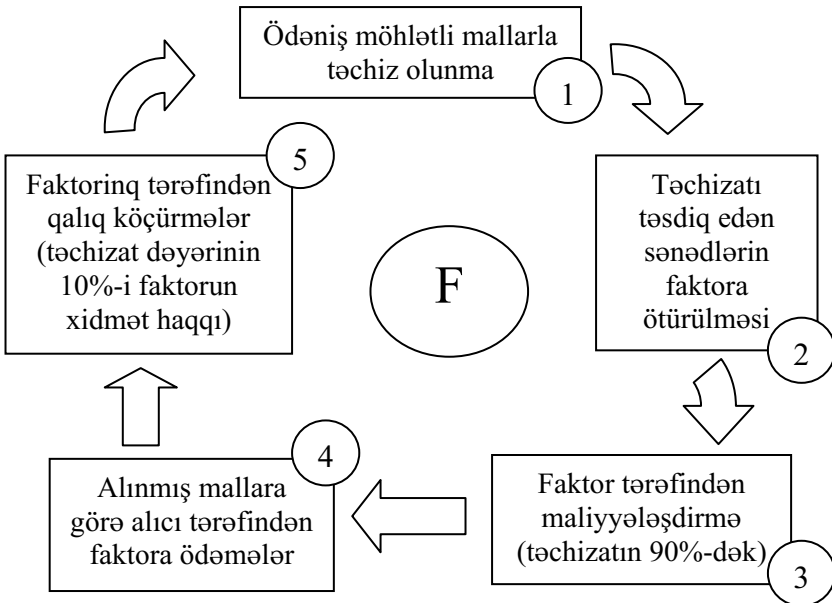 Ödəniş möhlətli mallarla
təchiz olunma
1
Təchizatı
təsdiq edən
sənədlərin
faktora
ötürülməsi
2
Faktor tərəfindən
maliyyələşdirmə
(təchizatın 90%-dək)
3
4
Alınmış mallara
görə alıcı tərəfindən
faktora ödəmələr
5
Faktorinq tərəfindən
qalıq köçürmələr
(təchizat dəyərinin
10%-i faktorun
xidmət haqqı)
F